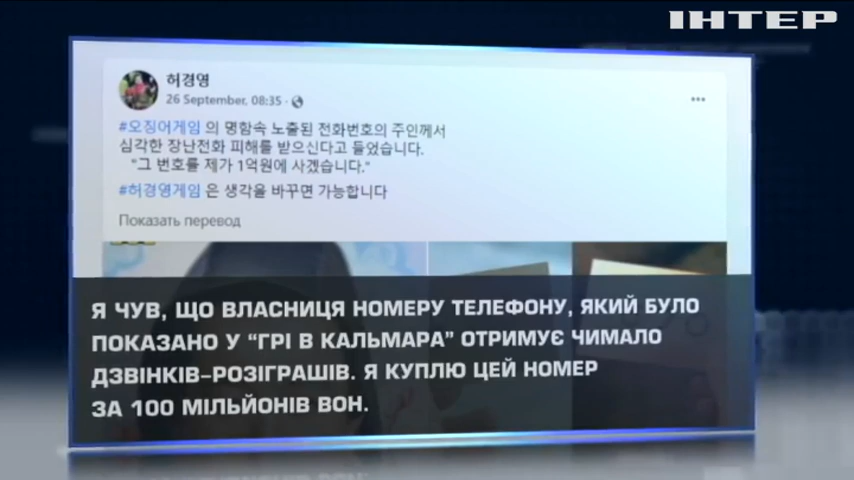 ІНТЕР
허경영
26 September, 08:35 ·
#오징어게임 의 명함속 노출된 전화번호의 주인께서
심각한 장난전화 피해를 받으신다고 들었습니다.
"그 번호를 제가 1억원에 사겠습니다."
#허경영게임 은 생각을 바꾸면 가능합니다
Показать перевод
Я ЧУВ, ЩО ВЛАСНИЦЯ НОМЕРУ ТЕЛЕФОНУ, ЯКИЙ БУЛО
ПОКАЗАНО У “ГРІ В КАЛЬМАРА” ОТРИМУЄ ЧИМАЛО
ДЗВІНКІВ–РОЗІГРАШІВ. Я КУПЛЮ ЦЕЙ НОМЕР
ЗА 100 МІЛЬЙОНІВ ВОН.